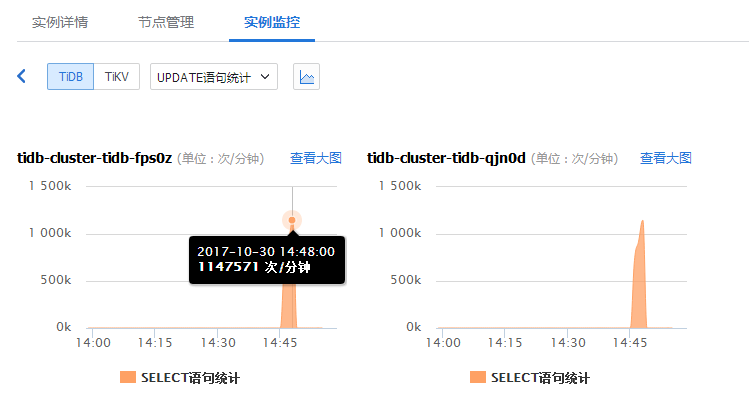 实例详情 节点管理 实例监控
TiDB TiKV UPDATE语句统计
tidb-cluster-tidb-fps0z (单位：次/分钟) 查看大图
1 500k
1 000k
500k
0k
2017-10-30 14:48:00
1147571 次/分钟
14:00 14:15 14:30 14:45
SELECT语句统计
tidb-cluster-tidb-qjn0d (单位：次/分钟) 查看大图
1 500k
1 000k
500k
0k
14:00 14:15 14:30 14:45
SELECT语句统计